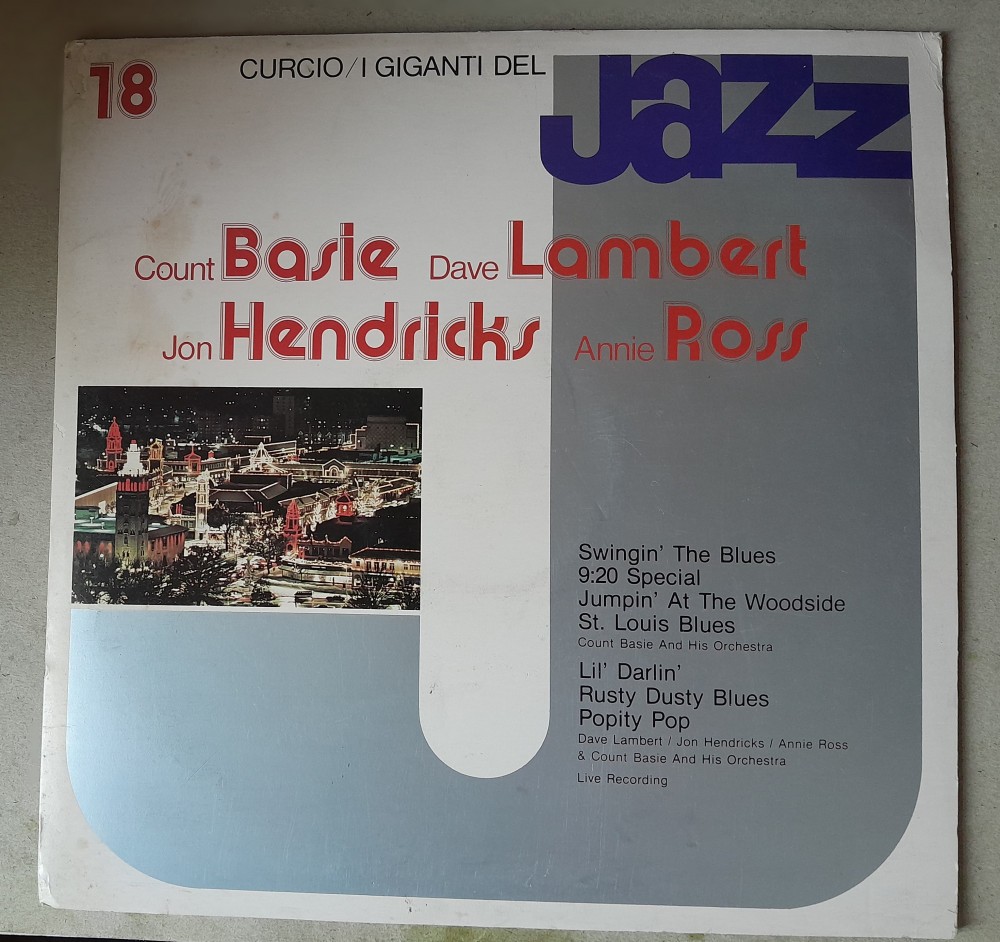 18
CURCIO/I GIGANTI DEL Jazz
Count Basie Dave Lambert
Jon Hendricks Annie Ross
Swingin' The Blues
9:20 Special
Jumpin' At The Woodside
St. Louis Blues
Count Basie And His Orchestra
Lil' Darlin'
Rusty Dusty Blues
Popity Pop
Dave Lambert / Jon Hendricks / Annie Ross
& Count Basie And His Orchestra
Live Recording